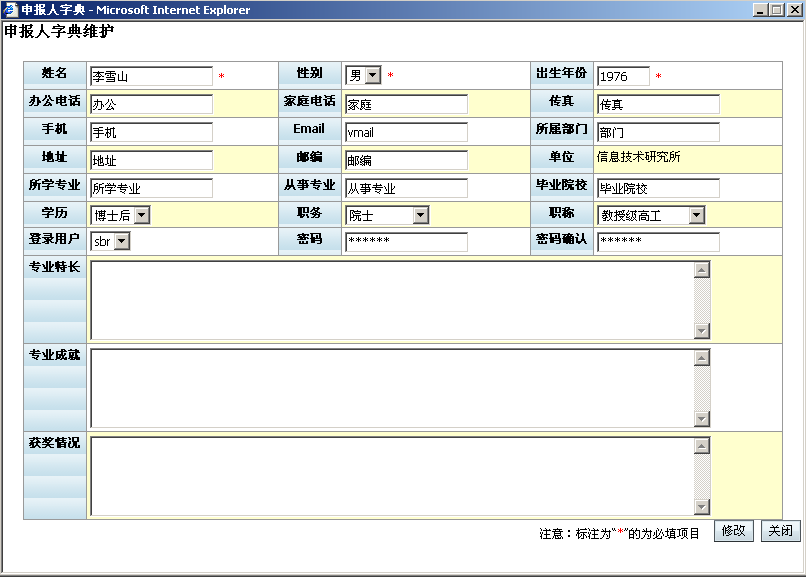 申报人字典 - Microsoft Internet Explorer
申报人字典维护
姓名 李雪山 * 性别 男 * 出生年份 1976 *
办公电话 办公 家庭电话 家庭 传真 传真
手机 手机 Email vmail 所属部门 部门
地址 地址 邮编 邮编 单位 信息技术研究所
所学专业 所学专业 从事专业 从事专业 毕业院校 毕业院校
学历 博士后 职务 院士 职称 教授级高工
登录用户 sbr 密码 ****** 密码确认 ******
专业特长
专业成就
获奖情况
注意：标注为“*”的为必填项目 修改 关闭